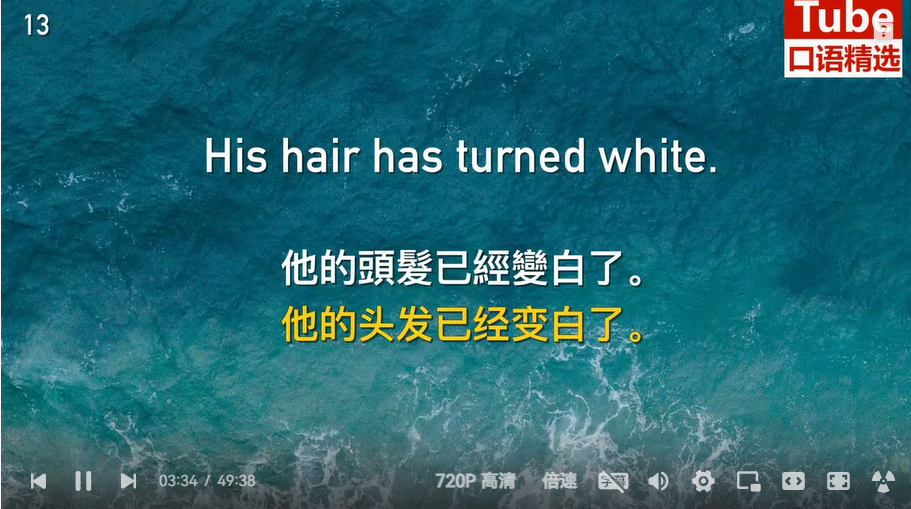 13
Tube
口语精选
His hair has turned white.
他的頭髮已經變白了。
他的头发已经变白了。
03:34 / 49:38
720P 高清
倍速
字幕